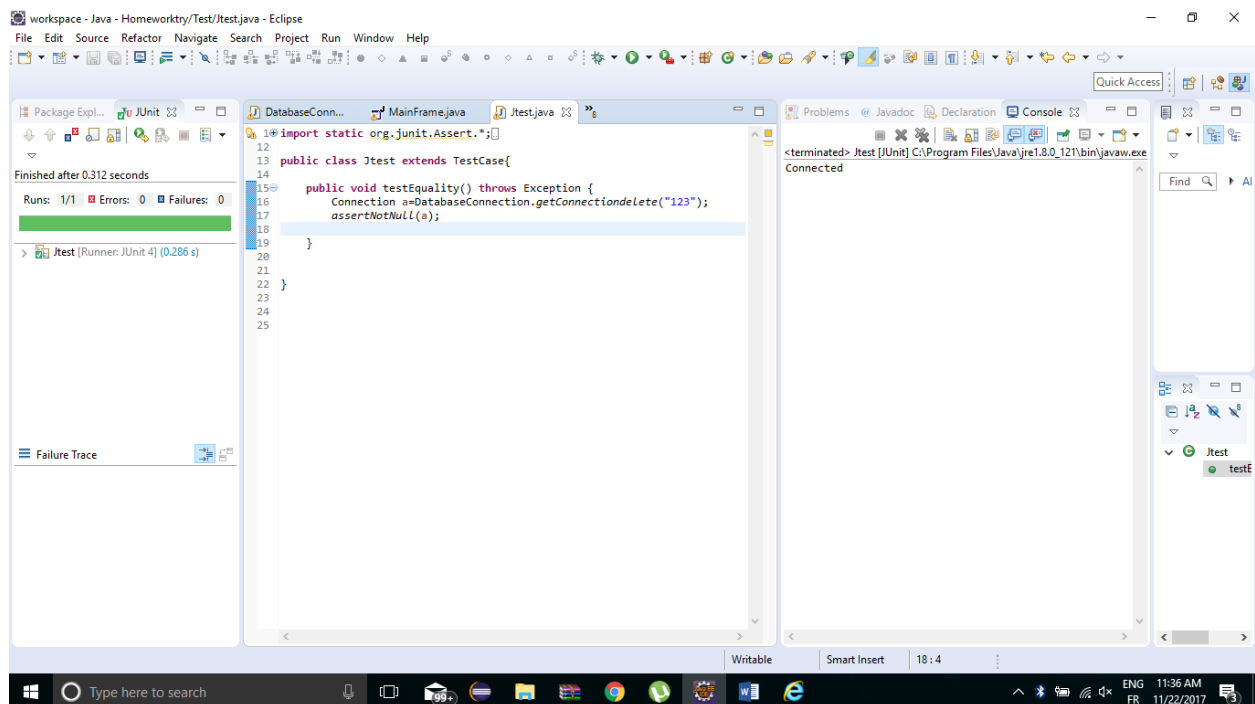 workspace - Java - Homeworktry/Test/Jtest.java - Eclipse
File Edit Source Refactor Navigate Search Project Run Window Help
Quick Access
Package Expl... JUnit
Finished after 0.312 seconds
Runs: 1/1 Errors: 0 Failures: 0
Jtest [Runner: JUnit 4] (0.286 s)
Failure Trace
DatabaseConn... MainFrame.java Jtest.java »8
1 import static org.junit.Assert.*;
12
13 public class Jtest extends TestCase{
14
15 public void testEquality() throws Exception {
16 Connection a=DatabaseConnection.getConnectiondelete("123");
17 assertNotNull(a);
18
19 }
20
21
22 }
23
24
25
Problems @ Javadoc Declaration Console
<terminated> Jtest [JUnit] C:\Program Files\Java\jre1.8.0_121\bin\javaw.exe
Connected
Find Al
Jtest
testE
Writable Smart Insert 18 : 4
Type here to search
99+
ENG 11:36 AM
FR 11/22/2017
3